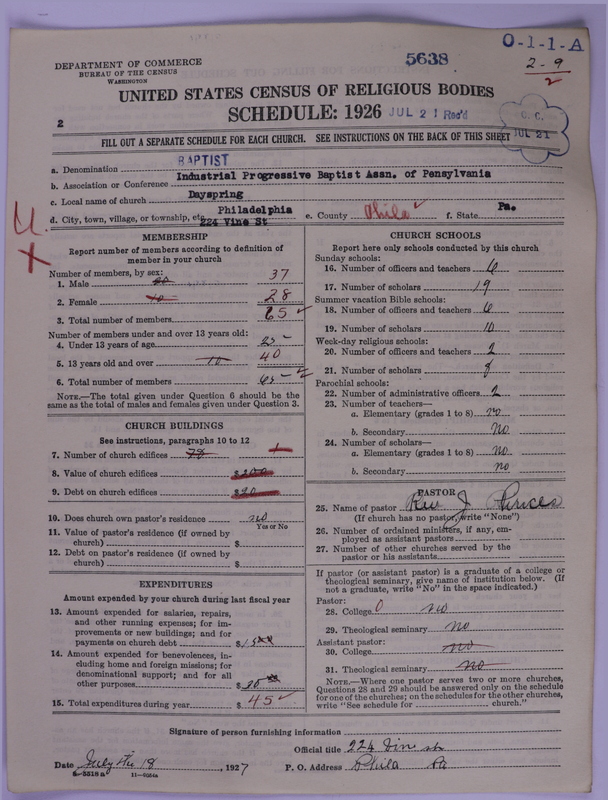 DEPARTMENT OF COMMERCE
BUREAU OF THE CENSUS
WASHINGTON
5638
O-1-1-A
2-9
2
UNITED STATES CENSUS OF RELIGIOUS BODIES
SCHEDULE: 1926
JUL 21 Rec'd
C. C.
JUL 21
2
FILL OUT A SEPARATE SCHEDULE FOR EACH CHURCH. SEE INSTRUCTIONS ON THE BACK OF THIS SHEET
a. Denomination BAPTIST
b. Association or Conference Industrial Progressive Baptist Assn. of Pensylvania
c. Local name of church Dayspring
d. City, town, village, or township, etc. Philadelphia 224 Vine St e. County Phila f. State Pa.
MEMBERSHIP
Report number of members according to definition of member in your church
Number of members, by sex:
1. Male 37
2. Female 28
3. Total number of members 65
Number of members under and over 13 years old:
4. Under 13 years of age 25
5. 13 years old and over 10 40
6. Total number of members 65
NOTE.—The total given under Question 6 should be the same as the total of males and females given under Question 3.
CHURCH BUILDINGS
See instructions, paragraphs 10 to 12
7. Number of church edifices 1
8. Value of church edifices
9. Debt on church edifices
10. Does church own pastor's residence no
Yes or No
11. Value of pastor's residence (if owned by church) $
12. Debt on pastor's residence (if owned by church) $
EXPENDITURES
Amount expended by your church during last fiscal year
13. Amount expended for salaries, repairs, and other running expenses; for improvements or new buildings; and for payments on church debt $15
14. Amount expended for benevolences, including home and foreign missions; for denominational support; and for all other purposes $30
15. Total expenditures during year $45
CHURCH SCHOOLS
Report here only schools conducted by this church
Sunday schools:
16. Number of officers and teachers 6
17. Number of scholars 19
Summer vacation Bible schools:
18. Number of officers and teachers 6
19. Number of scholars 10
Week-day religious schools:
20. Number of officers and teachers 2
21. Number of scholars 8
Parochial schools:
22. Number of administrative officers 2
23. Number of teachers—
a. Elementary (grades 1 to 8) no
b. Secondary no
24. Number of scholars—
a. Elementary (grades 1 to 8) no
b. Secondary no
PASTOR
25. Name of pastor Rev J
(If church has no pastor, write "None")
26. Number of ordained ministers, if any, employed as assistant pastors
27. Number of other churches served by the pastor or his assistants
If pastor (or assistant pastor) is a graduate of a college or theological seminary, give name of institution below. (If not a graduate, write "No" in the space indicated.)
Pastor:
28. College 0 no
29. Theological seminary no
Assistant pastor:
30. College no
31. Theological seminary no
NOTE.—Where one pastor serves two or more churches, Questions 28 and 29 should be answered only on the schedule for one of the churches; on the schedules for the other churches, write "See schedule for church."
Signature of person furnishing information
Official title 224 Vine st
Date July the 18, 1927 P. O. Address Phila Pa
8-5518 a 11-9054a